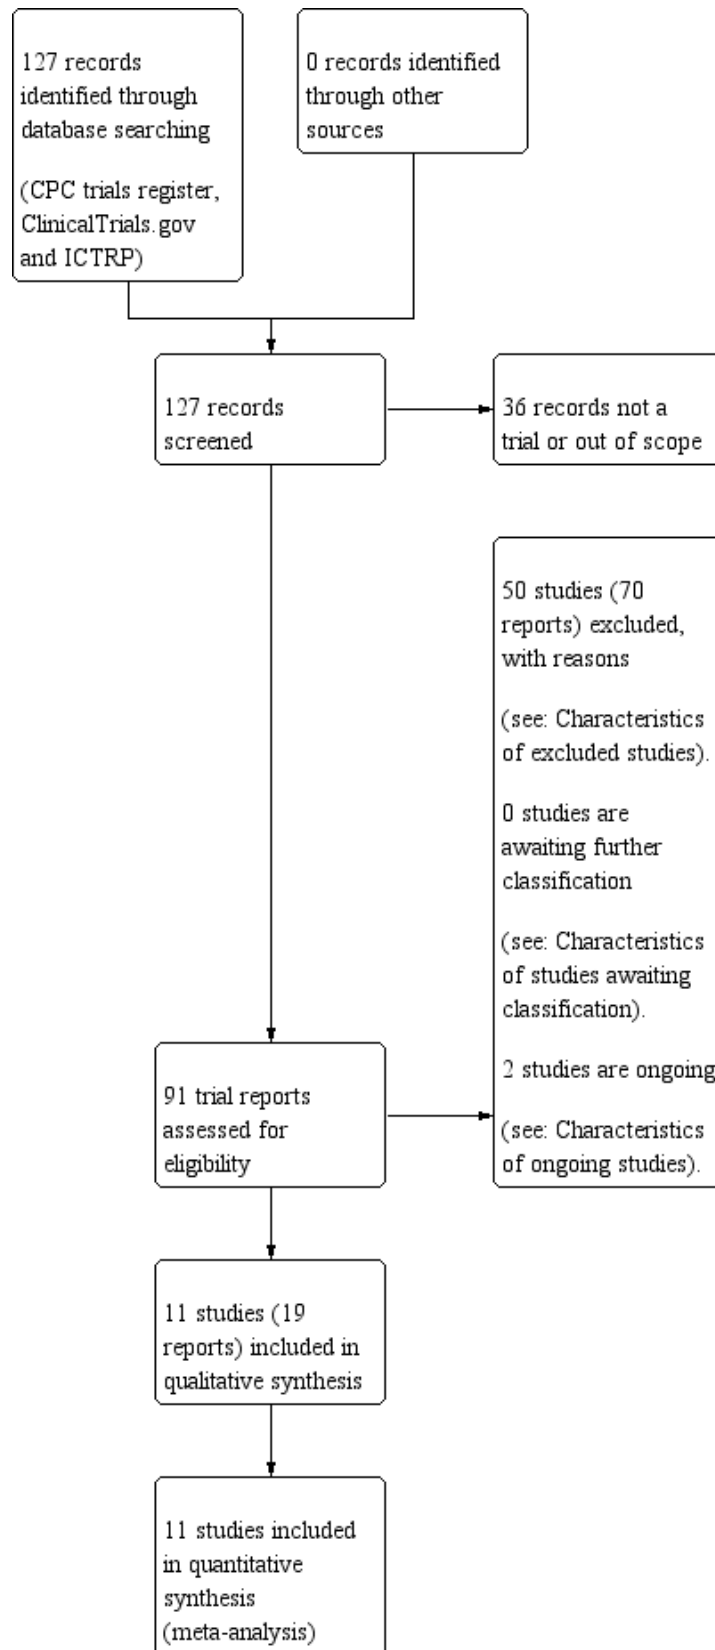 127 records
identified through
database searching
(CPC trials register,
ClinicalTrials.gov
and ICTRP)
0 records identified
through other
sources
127 records
screened
36 records not a
trial or out of scope
50 studies (70
reports) excluded,
with reasons
(see: Characteristics
of excluded studies).
0 studies are
awaiting further
classification
(see: Characteristics
of studies awaiting
classification).
2 studies are ongoing
(see: Characteristics
of ongoing studies).
91 trial reports
assessed for
eligibility
11 studies (19
reports) included in
qualitative synthesis
11 studies included
in quantitative
synthesis
(meta-analysis)